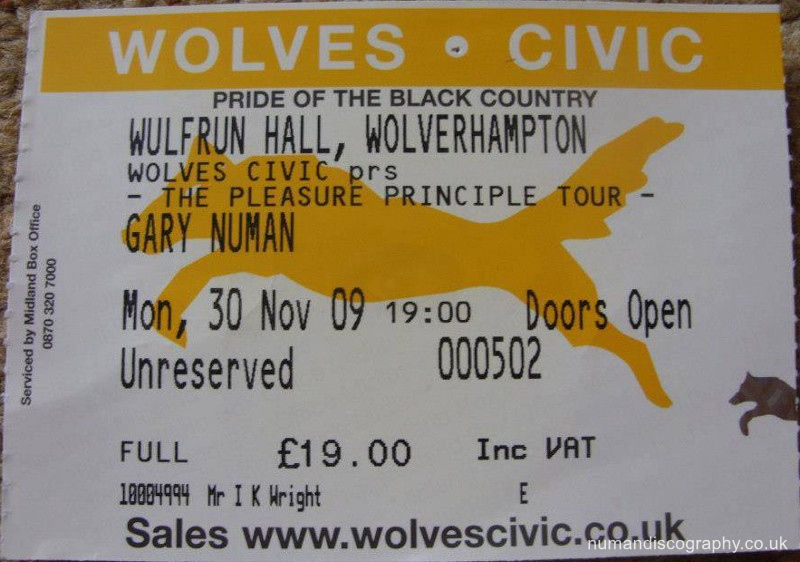 WOLVES • CIVIC
PRIDE OF THE BLACK COUNTRY
WULFRUN HALL, WOLVERHAMPTON
WOLVES CIVIC prs
- THE PLEASURE PRINCIPLE TOUR -
GARY NUMAN
Mon, 30 Nov 09 19:00 Doors Open
Unreserved 000502
FULL £19.00 Inc VAT
10004994 Mr I K Wright E
Sales www.wolvescivic.co.uk
Serviced by Midland Box Office
0870 320 7000
numandiscography.co.uk